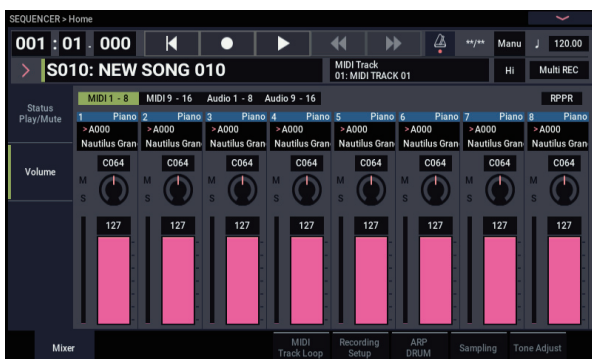 SEQUENCER > Home
001 : 01 . 000 **/** Manu ♩ 120.00
> S010: NEW SONG 010 MIDI Track Hi Multi REC
01: MIDI TRACK 01
Status Play/Mute
MIDI 1 - 8 MIDI 9 - 16 Audio 1 - 8 Audio 9 - 16 RPPR
1 Piano 2 Piano 3 Piano 4 Piano 5 Piano 6 Piano 7 Piano 8 Piano
>A000 >A000 >A000 >A000 >A000 >A000 >A000 >A000
Nautilus Gran Nautilus Gran Nautilus Gran Nautilus Gran Nautilus Gran Nautilus Gran Nautilus Gran Nautilus Gran
Volume
C064 C064 C064 C064 C064 C064 C064 C064
M M M M M M M M
S S S S S S S S
127 127 127 127 127 127 127 127
Mixer
MIDI Track Loop
Recording Setup
ARP DRUM
Sampling
Tone Adjust